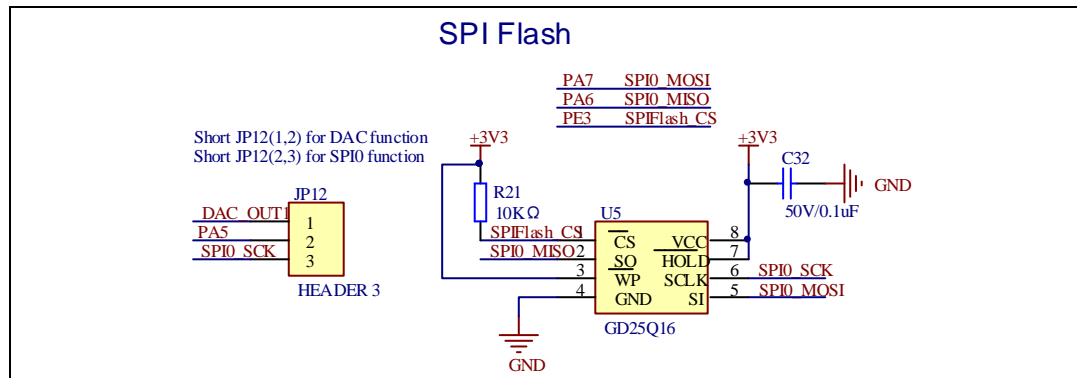 SPI Flash
PA7 SPI0_MOSI
PA6 SPI0_MISO
PE3 SPIFlash_CS
Short JP12(1,2) for DAC function
Short JP12(2,3) for SPI0 function
+3V3
+3V3
C32
GND
50V/0.1uF
JP12
R21
10KΩ
U5
DAC_OUT1 1
PA5 2
SPI0_SCK 3
HEADER 3
SPIFlash_CS 1 CS VCC 8
SPI0_MISO 2 SO HOLD 7
3 WP SCLK 6 SPI0_SCK
4 GND SI 5 SPI0_MOSI
GD25Q16
GND